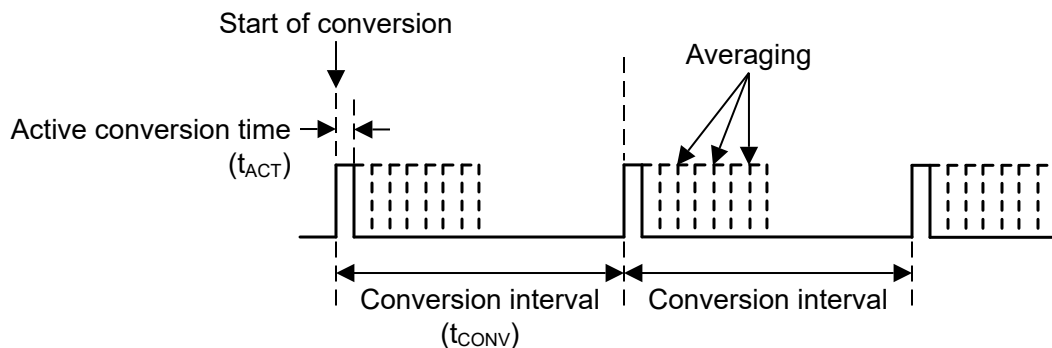 Start of conversion
Averaging
Active conversion time
(tACT)
Conversion interval
(tCONV)
Conversion interval